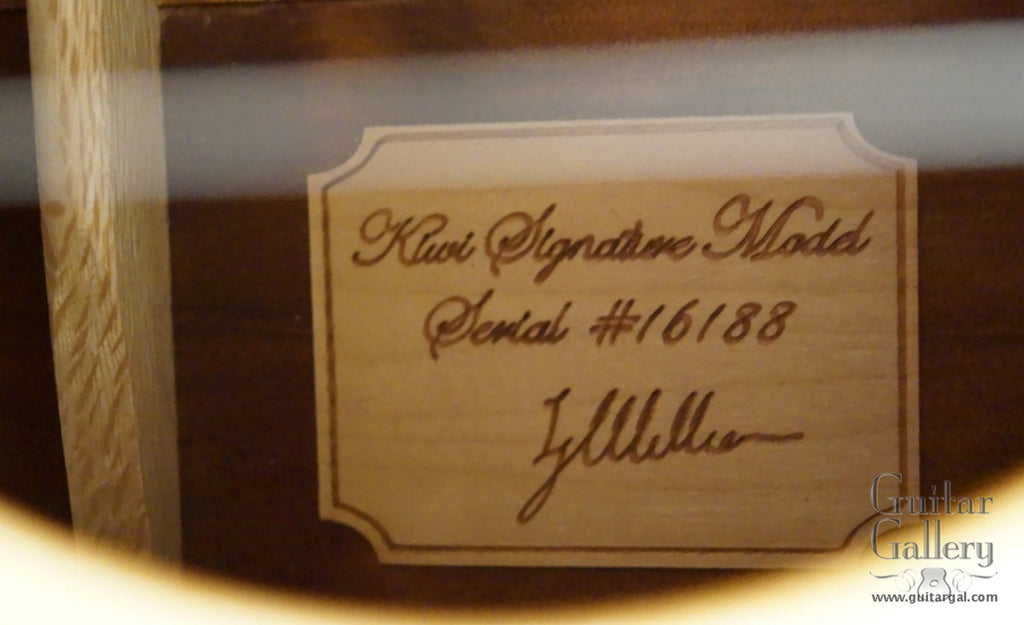 Kiwi Signature Model
Serial #16188
Guitar
Gallery
www.guitargal.com